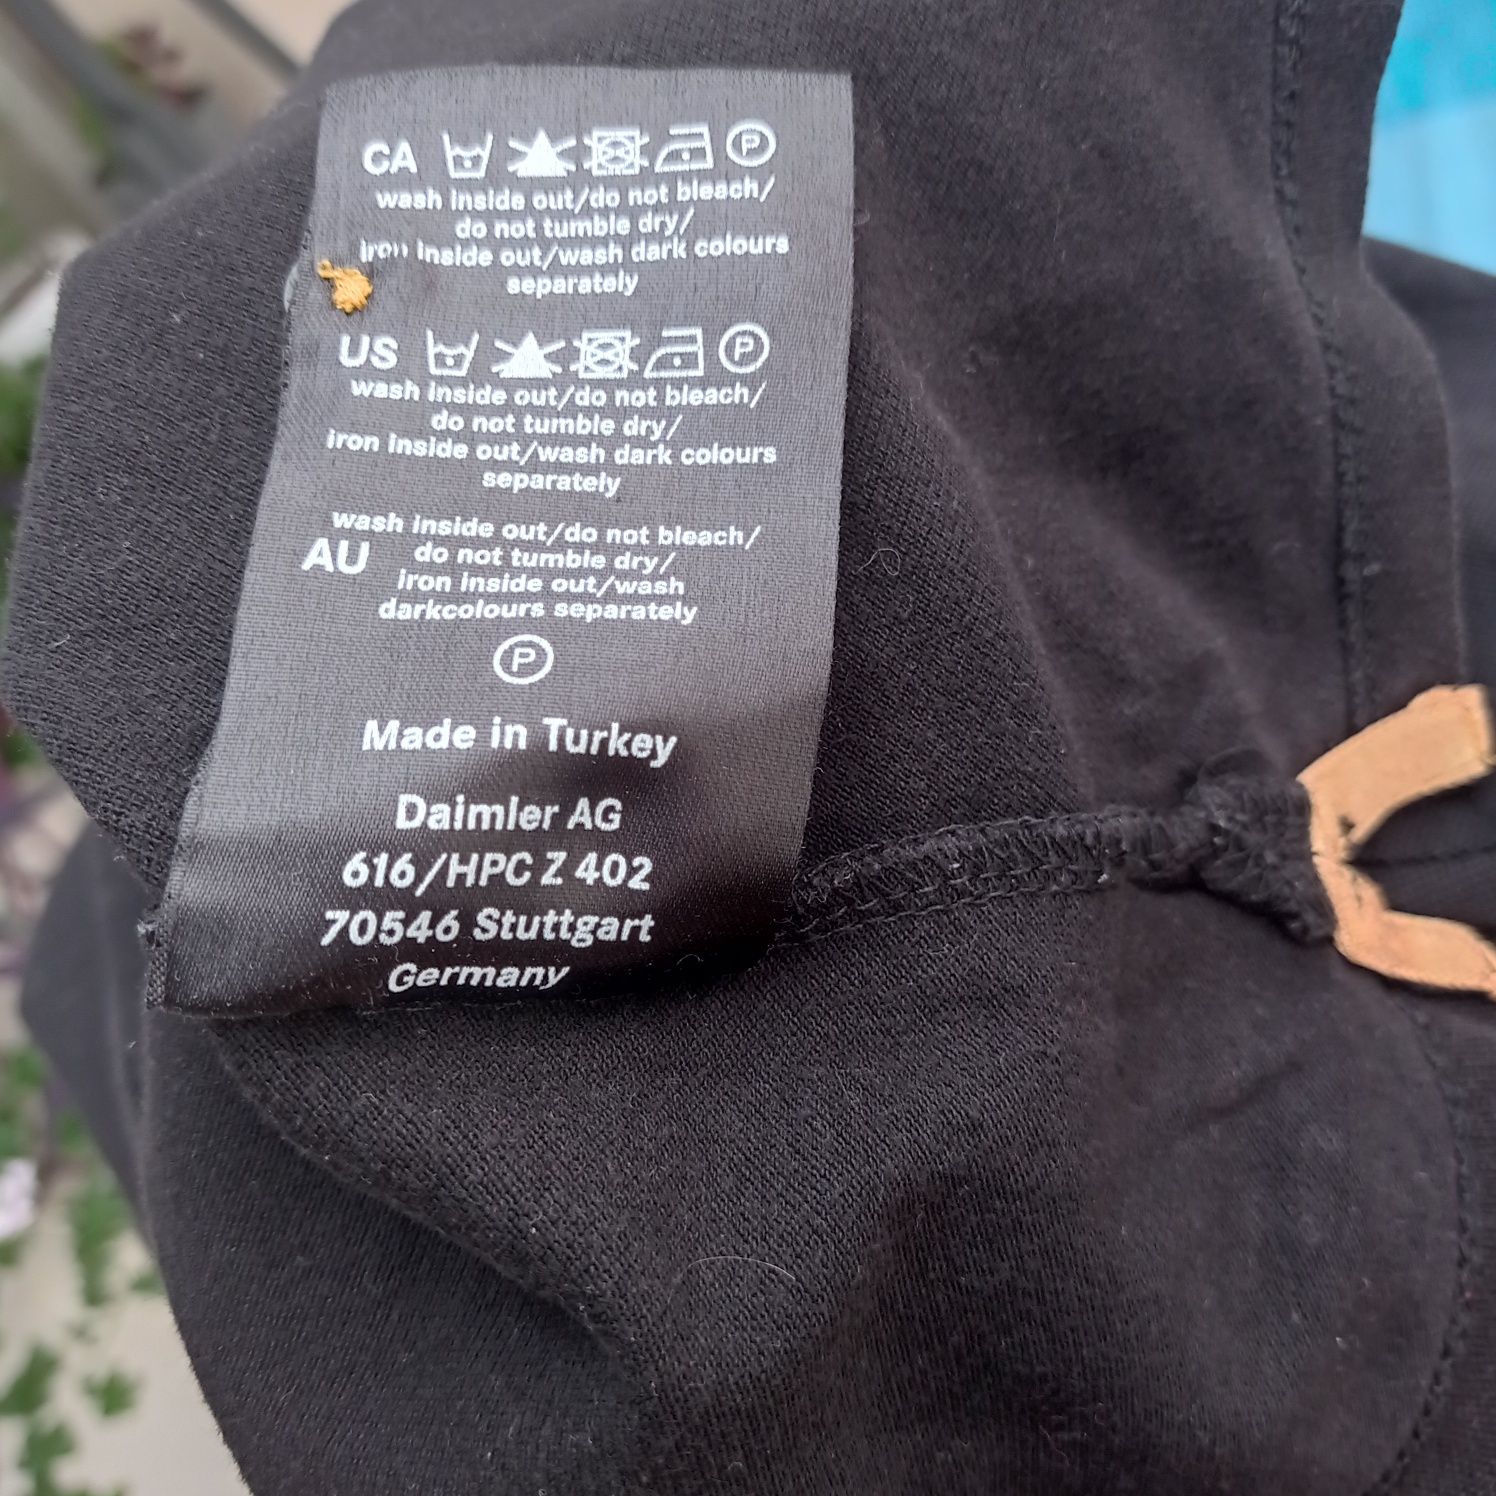 CA
wash inside out/do not bleach/
do not tumble dry/
iron inside out/wash dark colours
separately
US
wash inside out/do not bleach/
do not tumble dry/
iron inside out/wash dark colours
separately
AU
wash inside out/do not bleach/
do not tumble dry/
iron inside out/wash
darkcolours separately
P
Made in Turkey
Daimler AG
616/HPC Z 402
70546 Stuttgart
Germany